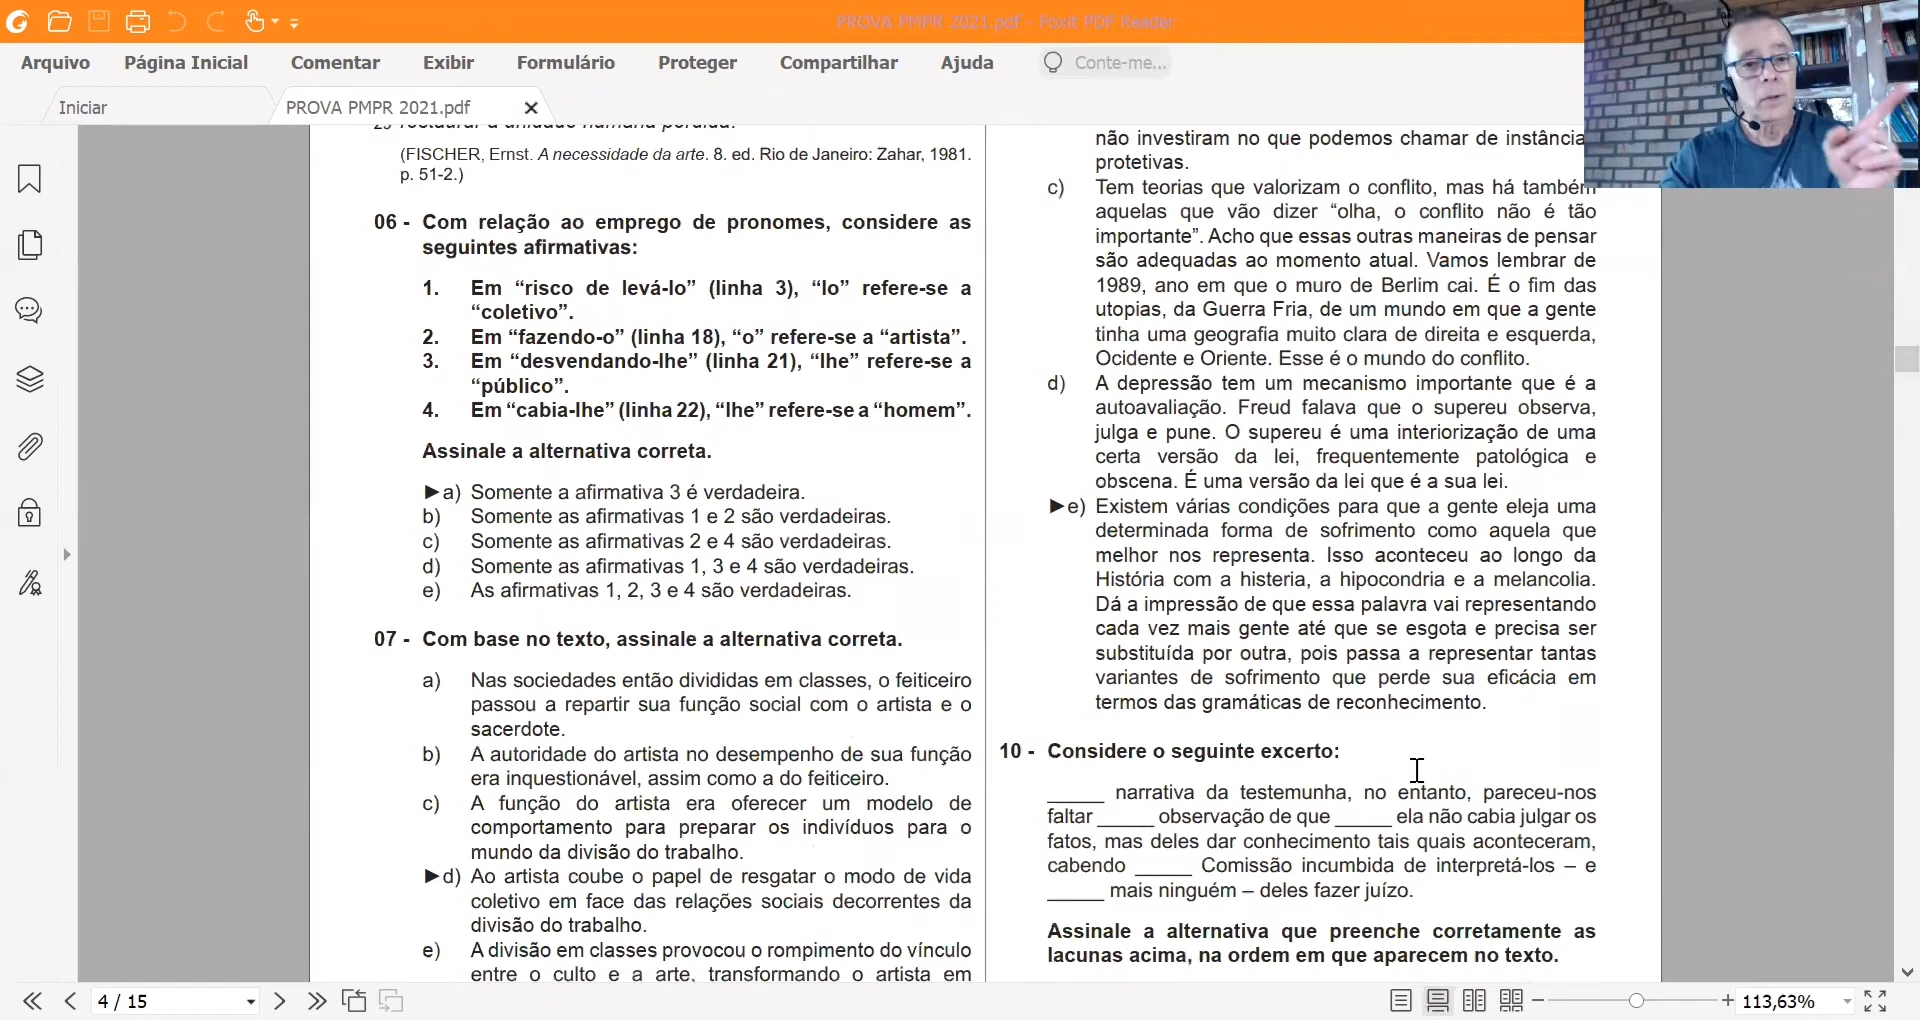 PROVA PMPR 2021.pdf - Foxit PDF Reader
Arquivo Página Inicial Comentar Exibir Formulário Proteger Compartilhar Ajuda Conte-me...
Iniciar PROVA PMPR 2021.pdf
25 restaurar a unidade humana perdida.
(FISCHER, Ernst. A necessidade da arte. 8. ed. Rio de Janeiro: Zahar, 1981.
p. 51-2.)
06 - Com relação ao emprego de pronomes, considere as
seguintes afirmativas:
1. Em “risco de levá-lo” (linha 3), “lo” refere-se a
“coletivo”.
2. Em “fazendo-o” (linha 18), “o” refere-se a “artista”.
3. Em “desvendando-lhe” (linha 21), “lhe” refere-se a
“público”.
4. Em “cabia-lhe” (linha 22), “lhe” refere-se a “homem”.
Assinale a alternativa correta.
►a) Somente a afirmativa 3 é verdadeira.
b) Somente as afirmativas 1 e 2 são verdadeiras.
c) Somente as afirmativas 2 e 4 são verdadeiras.
d) Somente as afirmativas 1, 3 e 4 são verdadeiras.
e) As afirmativas 1, 2, 3 e 4 são verdadeiras.
07 - Com base no texto, assinale a alternativa correta.
a) Nas sociedades então divididas em classes, o feiticeiro
passou a repartir sua função social com o artista e o
sacerdote.
b) A autoridade do artista no desempenho de sua função
era inquestionável, assim como a do feiticeiro.
c) A função do artista era oferecer um modelo de
comportamento para preparar os indivíduos para o
mundo da divisão do trabalho.
►d) Ao artista coube o papel de resgatar o modo de vida
coletivo em face das relações sociais decorrentes da
divisão do trabalho.
e) A divisão em classes provocou o rompimento do vínculo
entre o culto e a arte, transformando o artista em
não investiram no que podemos chamar de instância
protetivas.
c) Tem teorias que valorizam o conflito, mas há também
aquelas que vão dizer “olha, o conflito não é tão
importante”. Acho que essas outras maneiras de pensar
são adequadas ao momento atual. Vamos lembrar de
1989, ano em que o muro de Berlim cai. É o fim das
utopias, da Guerra Fria, de um mundo em que a gente
tinha uma geografia muito clara de direita e esquerda,
Ocidente e Oriente. Esse é o mundo do conflito.
d) A depressão tem um mecanismo importante que é a
autoavaliação. Freud falava que o supereu observa,
julga e pune. O supereu é uma interiorização de uma
certa versão da lei, frequentemente patológica e
obscena. É uma versão da lei que é a sua lei.
►e) Existem várias condições para que a gente eleja uma
determinada forma de sofrimento como aquela que
melhor nos representa. Isso aconteceu ao longo da
História com a histeria, a hipocondria e a melancolia.
Dá a impressão de que essa palavra vai representando
cada vez mais gente até que se esgota e precisa ser
substituída por outra, pois passa a representar tantas
variantes de sofrimento que perde sua eficácia em
termos das gramáticas de reconhecimento.
10 - Considere o seguinte excerto:
_____ narrativa da testemunha, no entanto, pareceu-nos
faltar _____ observação de que _____ ela não cabia julgar os
fatos, mas deles dar conhecimento tais quais aconteceram,
cabendo _____ Comissão incumbida de interpretá-los – e
_____ mais ninguém – deles fazer juízo.
Assinale a alternativa que preenche corretamente as
lacunas acima, na ordem em que aparecem no texto.
4 / 15 113,63%